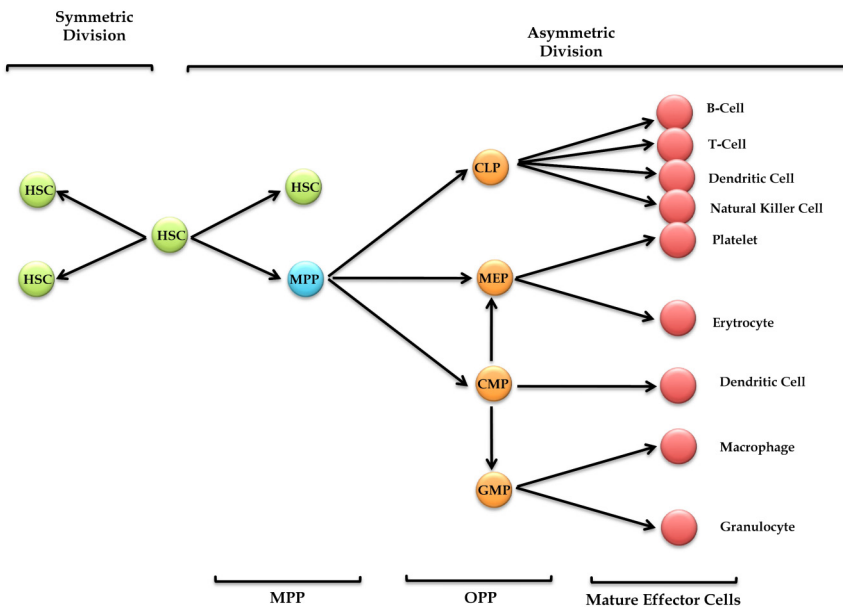 Symmetric
Division
Asymmetric
Division
B-Cell
T-Cell
CLP
Dendritic Cell
HSC
HSC
Natural Killer Cell
HSC
Platelet
HSC
MPP
MEP
Erytrocyte
CMP
Dendritic Cell
Macrophage
GMP
Granulocyte
MPP
OPP
Mature Effector Cells